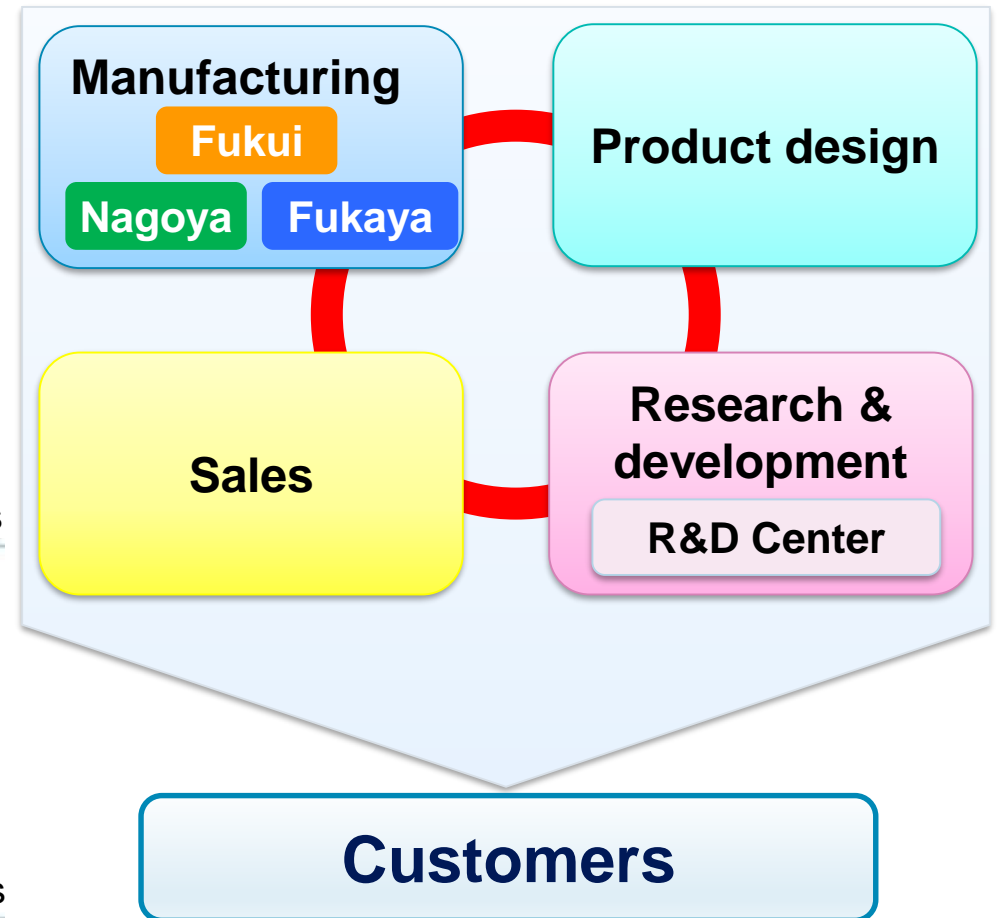 Manufacturing
Fukui
Nagoya Fukaya
Product design
Sales
Research &
development
R&D Center
Customers